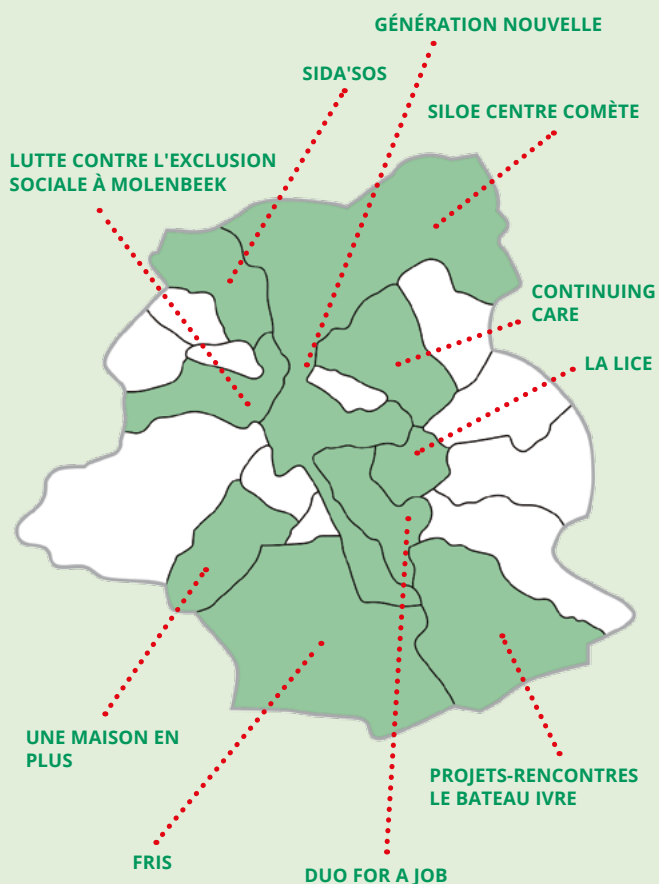 GÉNÉRATION NOUVELLE
SIDA'SOS
SILOE CENTRE COMÈTE
LUTTE CONTRE L'EXCLUSION
SOCIALE À MOLENBEEK
CONTINUING
CARE
LA LICE
UNE MAISON EN
PLUS
PROJETS-RENCONTRES
LE BATEAU IVRE
FRIS
DUO FOR A JOB